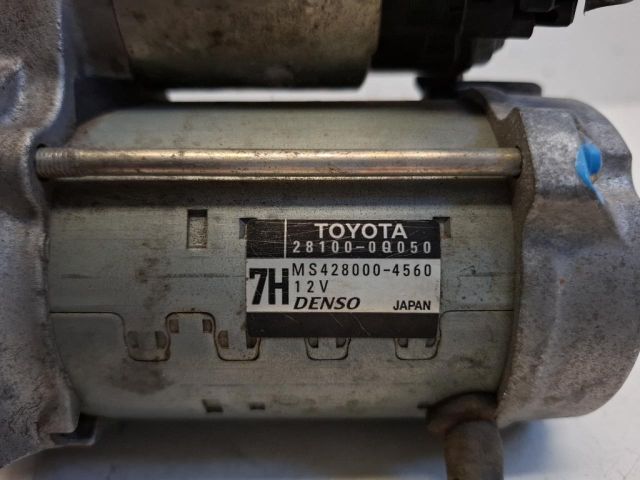 TOYOTA
28100-0Q050
7H
MS428000-4560
12V
DENSO JAPAN